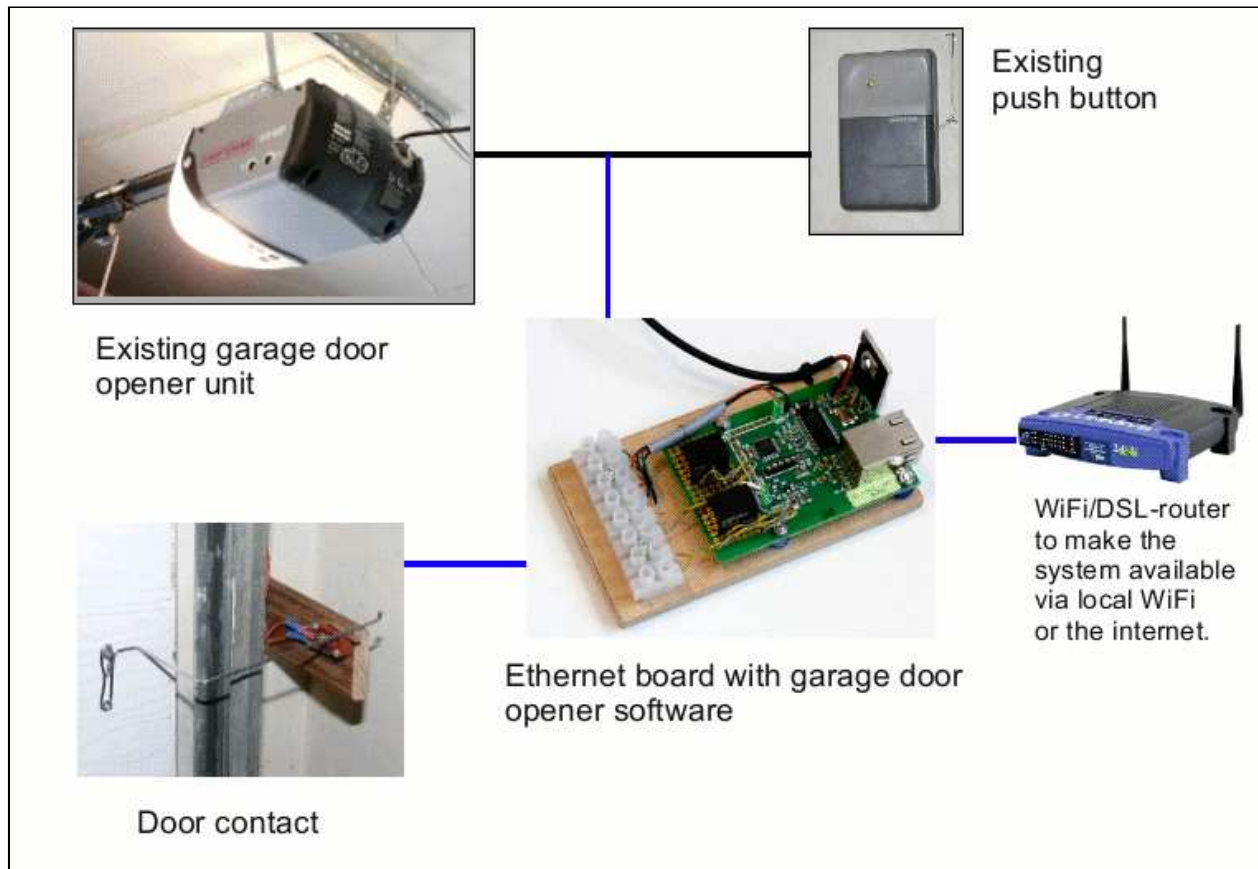 Existing
push button
Existing garage door
opener unit
WiFi/DSL-router
to make the
system available
via local WiFi
or the internet.
Ethernet board with garage door
opener software
Door contact